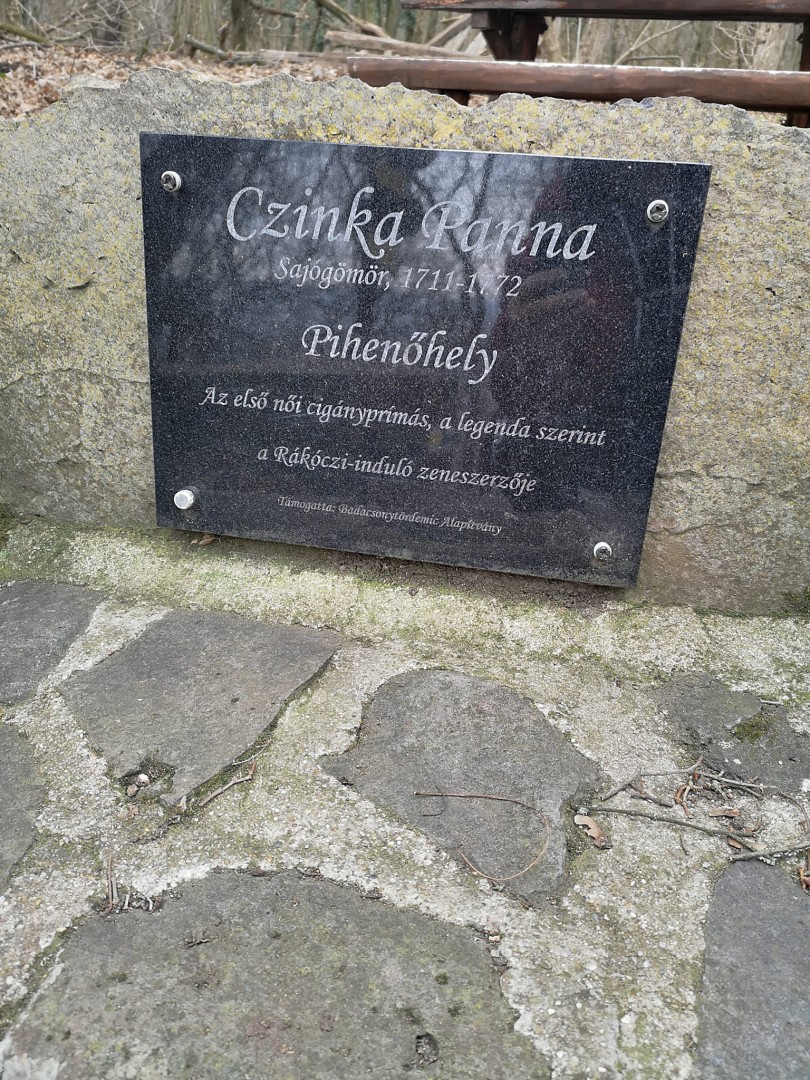 Czinka Panna
Sajógömör, 1711-1772
Pihenőhely
Az első női cigányprímás, a legenda szerint
a Rákóczi-induló zeneszerzője
Támogatta: Badacsonytördemic Alapítvány